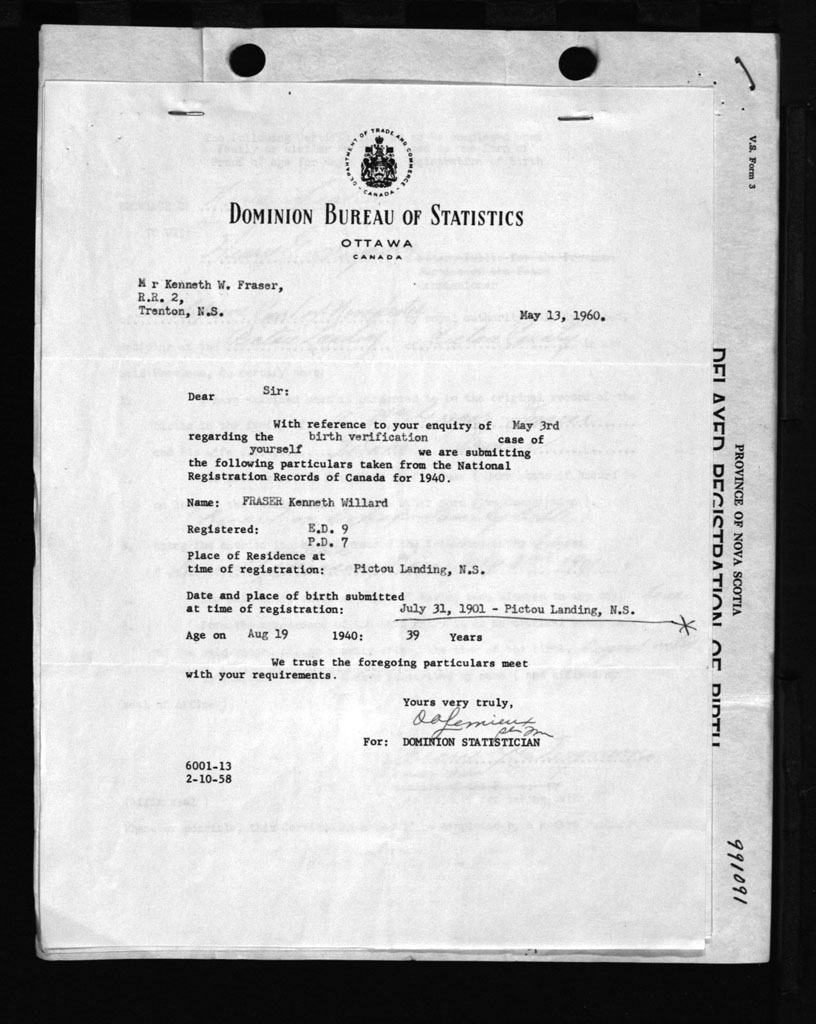 DEPARTMENT OF TRADE AND COMMERCE
CANADA
DOMINION BUREAU OF STATISTICS
OTTAWA
CANADA
M r Kenneth W. Fraser,
R.R. 2,
Trenton, N.S.
May 13, 1960.
Dear Sir:
With reference to your enquiry of May 3rd
regarding the birth verification case of
yourself we are submitting
the following particulars taken from the National
Registration Records of Canada for 1940.
Name: FRASER Kenneth Willard
Registered: E.D. 9
P.D. 7
Place of Residence at
time of registration: Pictou Landing, N.S.
Date and place of birth submitted
at time of registration: July 31, 1901 - Pictou Landing, N.S.
Age on Aug 19 1940: 39 Years
We trust the foregoing particulars meet
with your requirements.
Yours very truly,
For: DOMINION STATISTICIAN
6001-13
2-10-58
V.S. Form 3
PROVINCE OF NOVA SCOTIA
DELAYED REGISTRATION OF BIRTH
991091